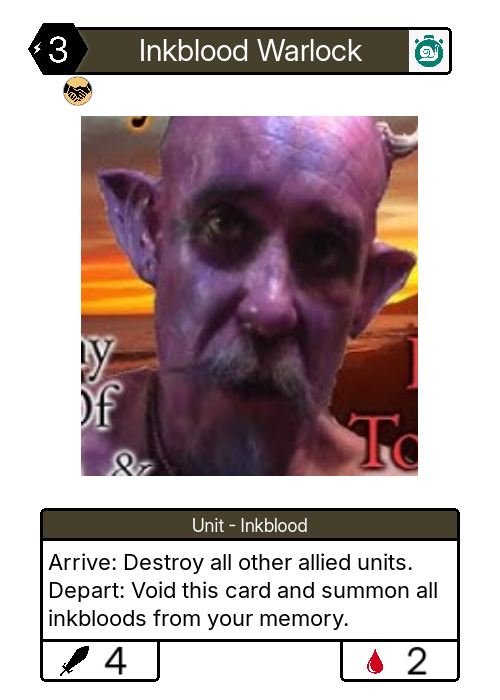 3
Inkblood Warlock
Of
&
To
Unit - Inkblood
Arrive: Destroy all other allied units.
Depart: Void this card and summon all
inkbloods from your memory.
4
2